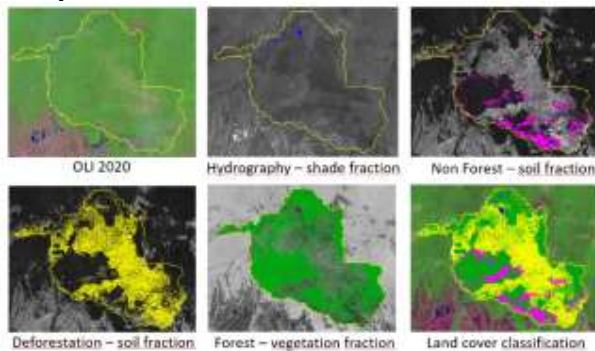 OLI 2020
Hydrography – shade fraction
Non Forest – soil fraction
Deforestation – soil fraction
Forest – vegetation fraction
Land cover classification